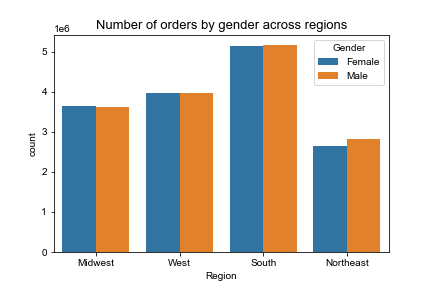 Number of orders by gender across regions
1e6
Gender
Female
Male
5
4
3
2
1
0
count
Midwest West South Northeast
Region